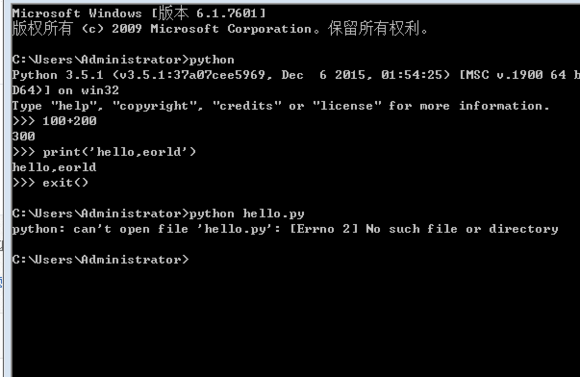 Microsoft Windows [版本 6.1.7601]
版权所有 (c) 2009 Microsoft Corporation。保留所有权利。
C:\Users\Administrator>python
Python 3.5.1 (v3.5.1:37a07cee5969, Dec  6 2015, 01:54:25) [MSC v.1900 64 b
D64)] on win32
Type "help", "copyright", "credits" or "license" for more information.
>>> 100+200
300
>>> print('hello,eorld')
hello,eorld
>>> exit()
C:\Users\Administrator>python hello.py
python: can't open file 'hello.py': [Errno 2] No such file or directory
C:\Users\Administrator>